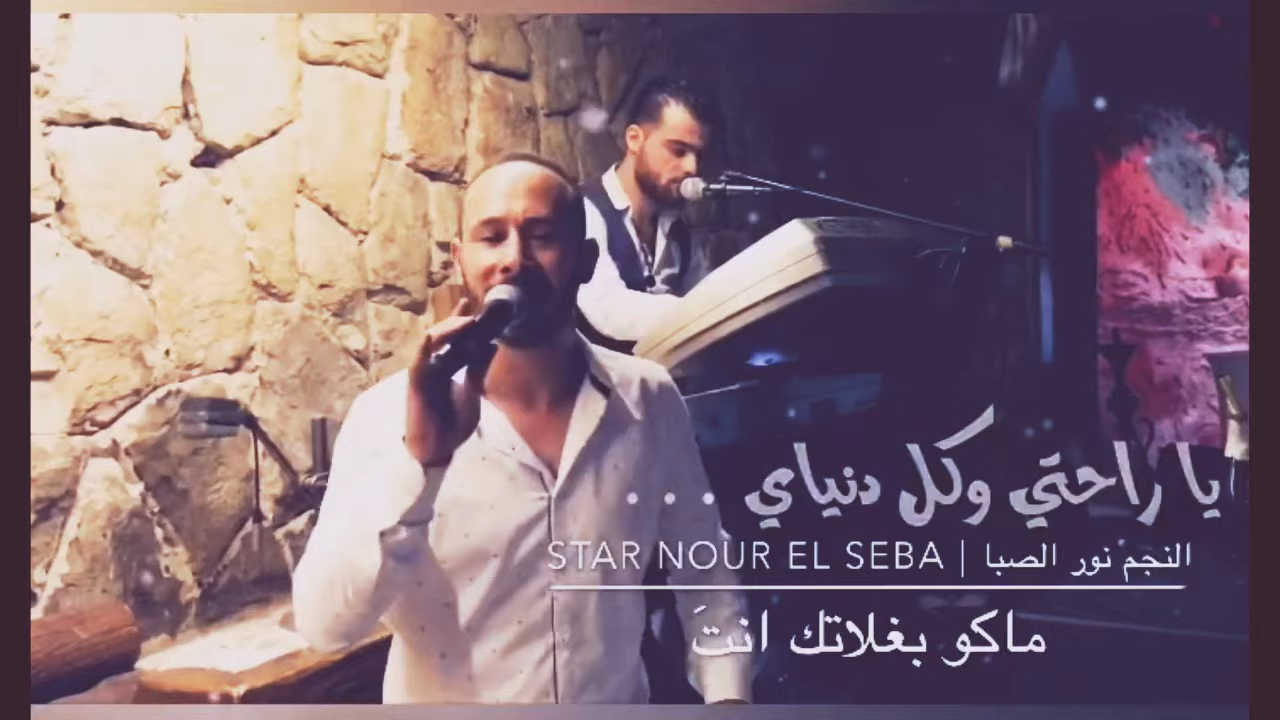 يا راحتي وكل دنياي . . .
STAR NOUR EL SEBA | النجم نور الصبا
ماكو بغلاتك انتَ